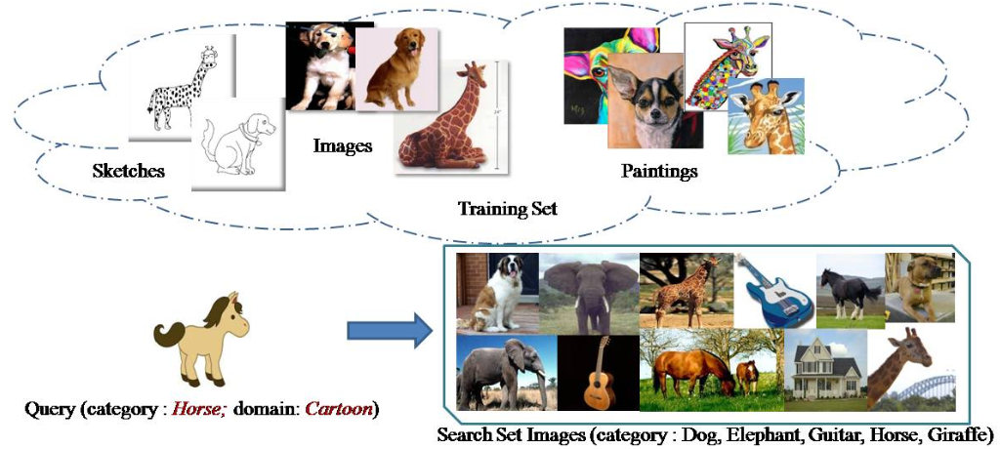 Sketches
Images
Paintings
Training Set
Query (category : Horse; domain: Cartoon)
Search Set Images (category : Dog, Elephant, Guitar, Horse, Giraffe)